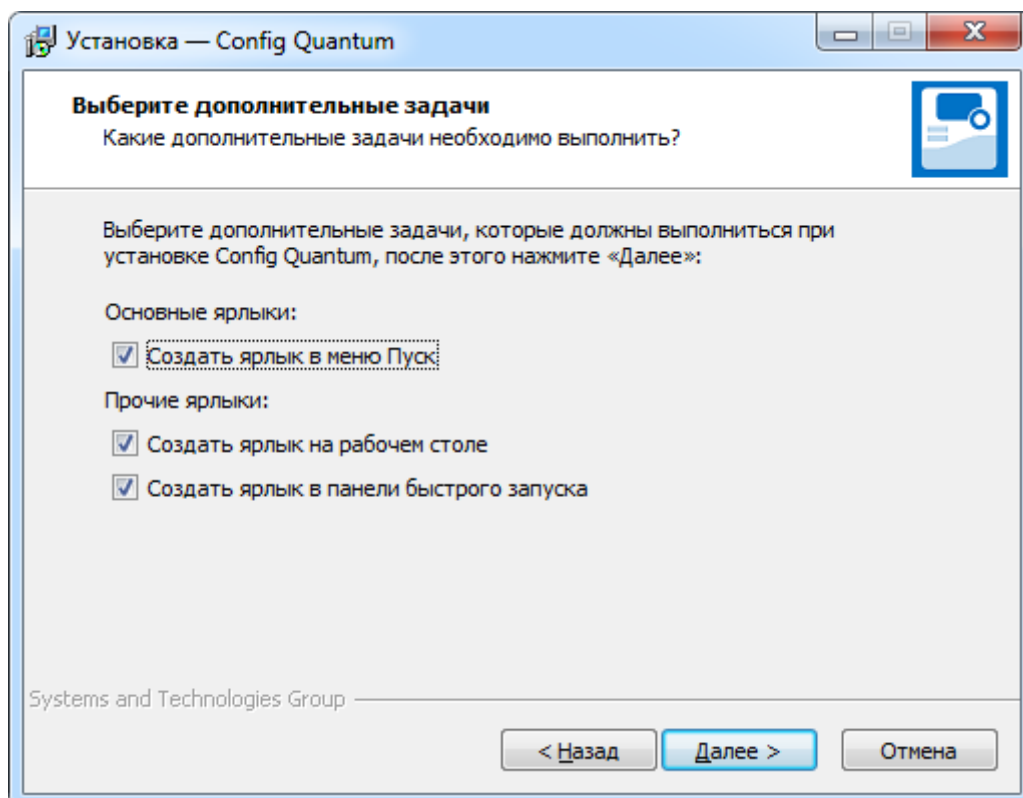 Установка — Config Quantum
Выберите дополнительные задачи
Какие дополнительные задачи необходимо выполнить?
Выберите дополнительные задачи, которые должны выполниться при
установке Config Quantum, после этого нажмите «Далее»:
Основные ярлыки:
Создать ярлык в меню Пуск
Прочие ярлыки:
Создать ярлык на рабочем столе
Создать ярлык в панели быстрого запуска
Systems and Technologies Group
< Назад
Далее >
Отмена